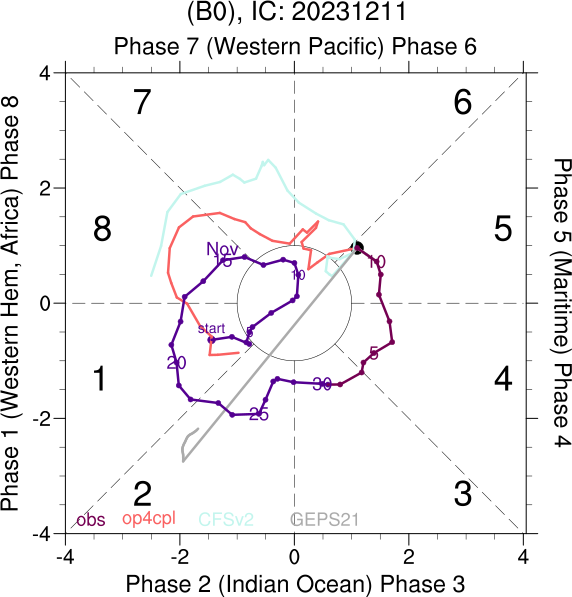 (B0), IC: 20231211
Phase 7 (Western Pacific) Phase 6
Phase 1 (Western Hem, Africa) Phase 8
Phase 5 (Maritime) Phase 4
4
2
0
-2
-4
7
6
8
5
1
4
2
3
Nov
15
10
10
start
5
5
20
25
30
obs
op4cpl
CFSv2
GEPS21
-4
-2
0
2
4
Phase 2 (Indian Ocean) Phase 3